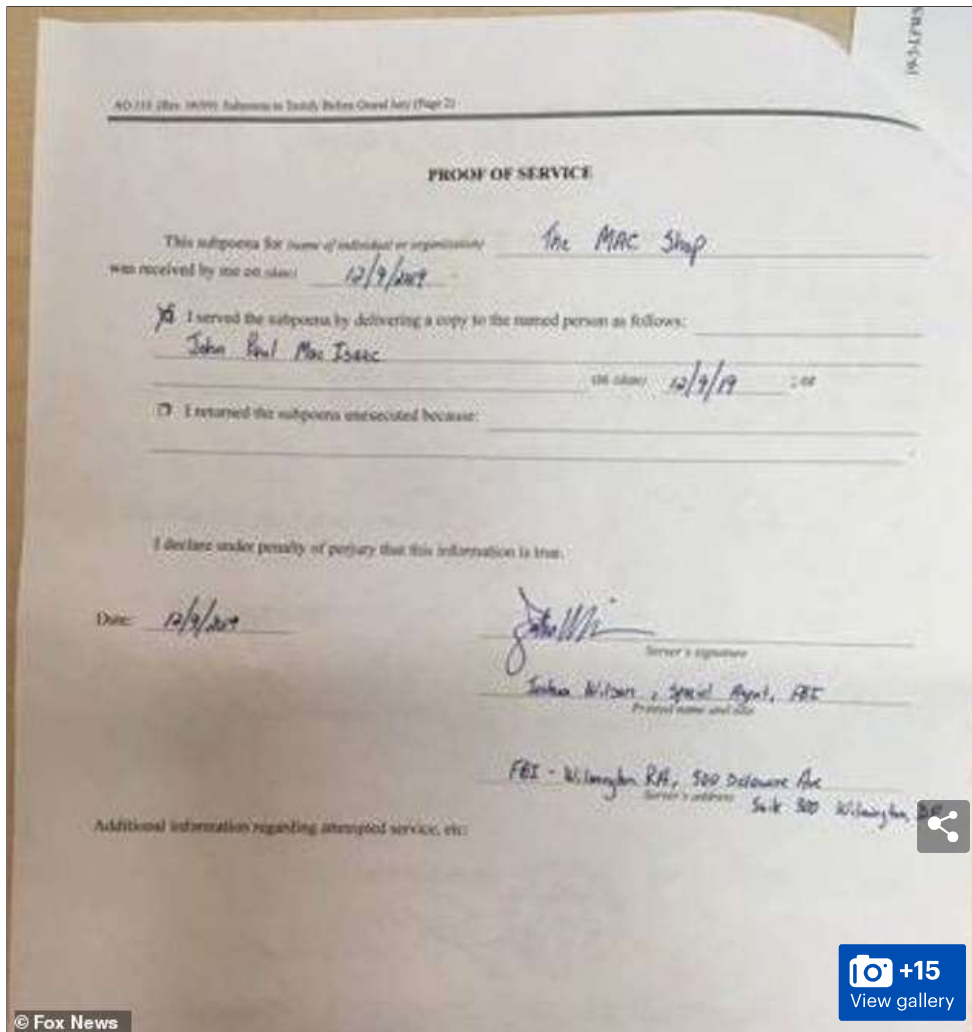 AO 110 (Rev. 06/09) Subpoena to Testify Before Grand Jury (Page 2)
PROOF OF SERVICE
This subpoena for (name of individual or organization) The MAC Shop
was received by me on (date) 12/9/2019 .
I served the subpoena by delivering a copy to the named person as follows:
John Paul Mac Isaac
on (date) 12/9/19 ; or
I returned the subpoena unexecuted because:
.
I declare under penalty of perjury that this information is true.
Date: 12/9/2019
Server's signature
Joshua Wilson, Special Agent, FBI
Printed name and title
FBI - Wilmington RA, 500 Delaware Ave
Server's address
Suite 300 Wilmington, DE
Additional information regarding attempted service, etc:
+15
View gallery
© Fox News